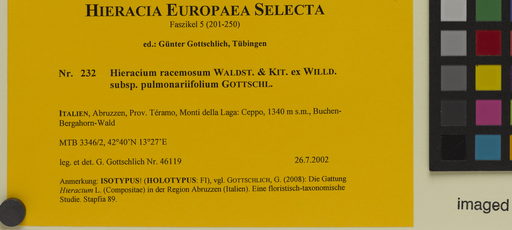 HIERACIA EUROPAEA SELECTA
Faszikel 5 (201-250)
ed.: Günter Gottschlich, Tübingen
Nr. 232 Hieracium racemosum WALDST. & KIT. ex WILLD.
subsp. pulmonariifolium GOTTSCHL.
ITALIEN, Abruzzen, Prov. Téramo, Monti della Laga: Ceppo, 1340 m s.m., Buchen-
Bergahorn-Wald
MTB 3346/2, 42°40'N 13°27'E
leg. et det. G. Gottschlich Nr. 46119 26.7.2002
Anmerkung: ISOTYPUS! (HOLOTYPUS: FI), vgl. GOTTSCHLICH, G. (2008): Die Gattung
Hieracium L. (Compositae) in der Region Abruzzen (Italien). Eine floristisch-taxonomische
Studie. Stapfia 89.
imaged